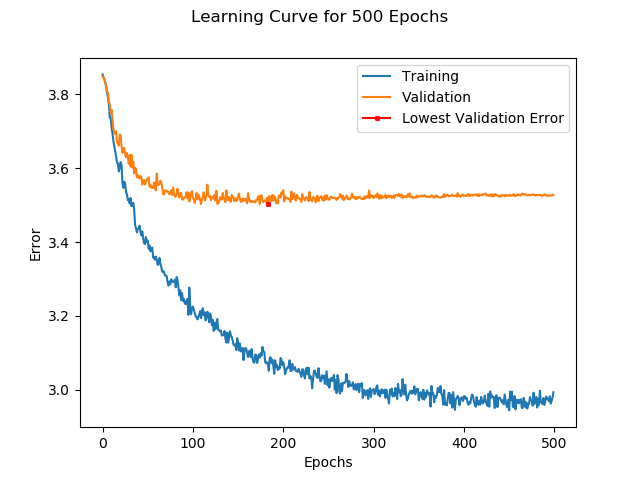 Learning Curve for 500 Epochs
Training
Validation
Lowest Validation Error
3.8
3.6
3.4
3.2
3.0
Error
0 100 200 300 400 500
Epochs